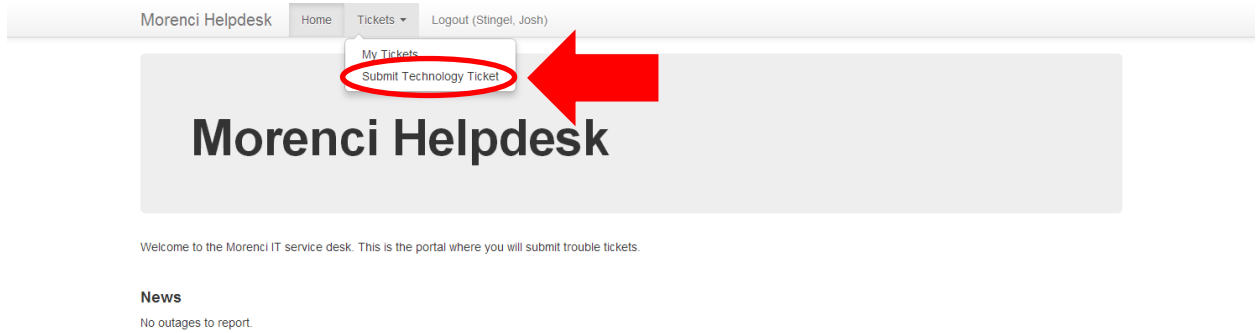 Morenci Helpdesk Home Tickets Logout (Stingel, Josh)
My Tickets
Submit Technology Ticket
Morenci Helpdesk
Welcome to the Morenci IT service desk. This is the portal where you will submit trouble tickets.
News
No outages to report.